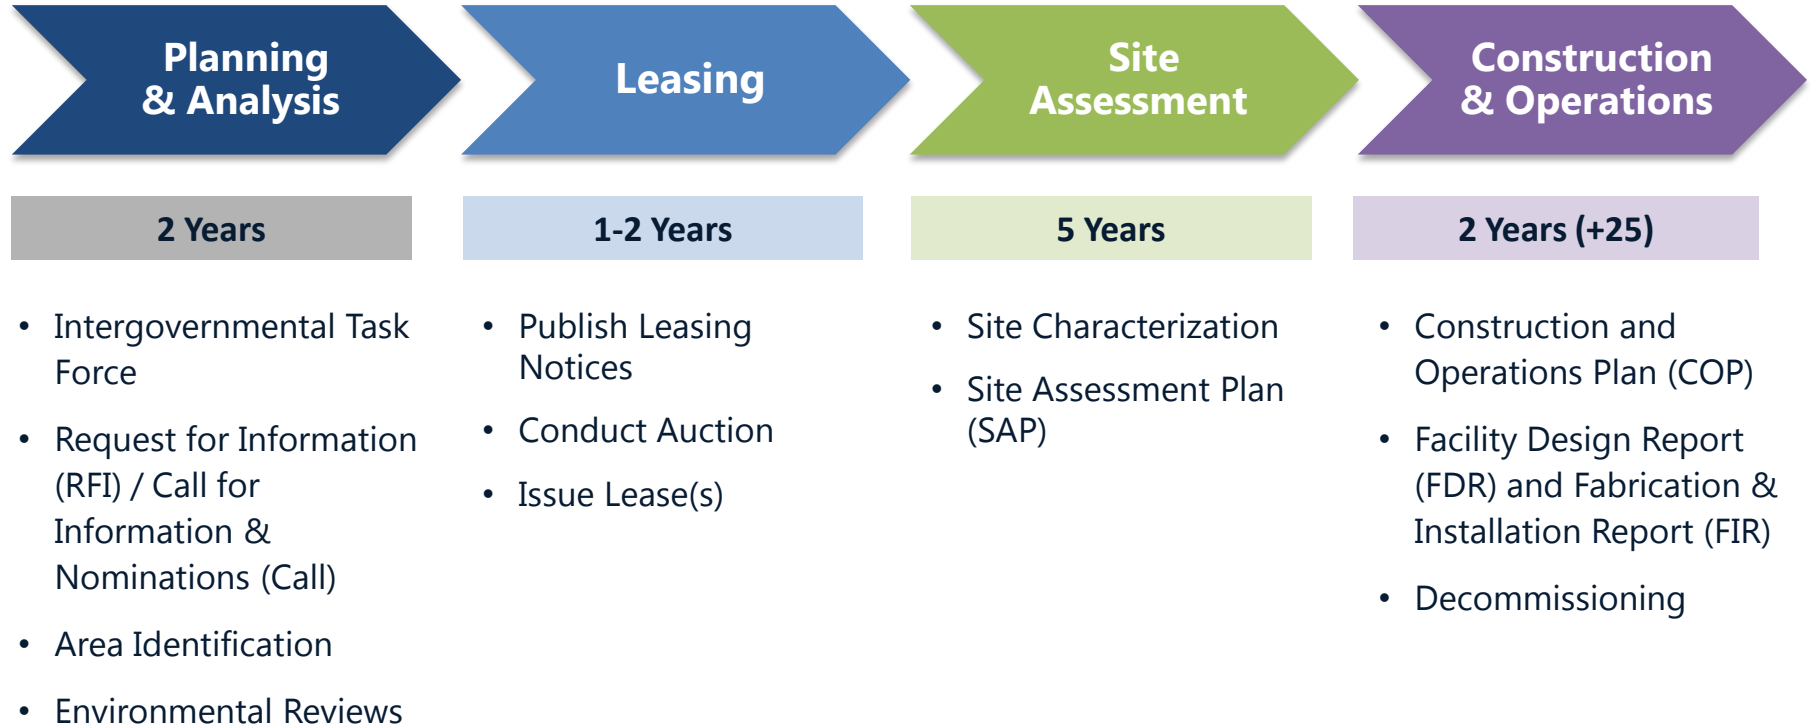 Planning
& Analysis
Leasing
Site
Assessment
Construction
& Operations
2 Years
1-2 Years
5 Years
2 Years (+25)
• Intergovernmental Task
Force
• Request for Information
(RFI) / Call for
Information &
Nominations (Call)
• Area Identification
• Environmental Reviews
• Publish Leasing
Notices
• Conduct Auction
• Issue Lease(s)
• Site Characterization
• Site Assessment Plan
(SAP)
• Construction and
Operations Plan (COP)
• Facility Design Report
(FDR) and Fabrication &
Installation Report (FIR)
• Decommissioning